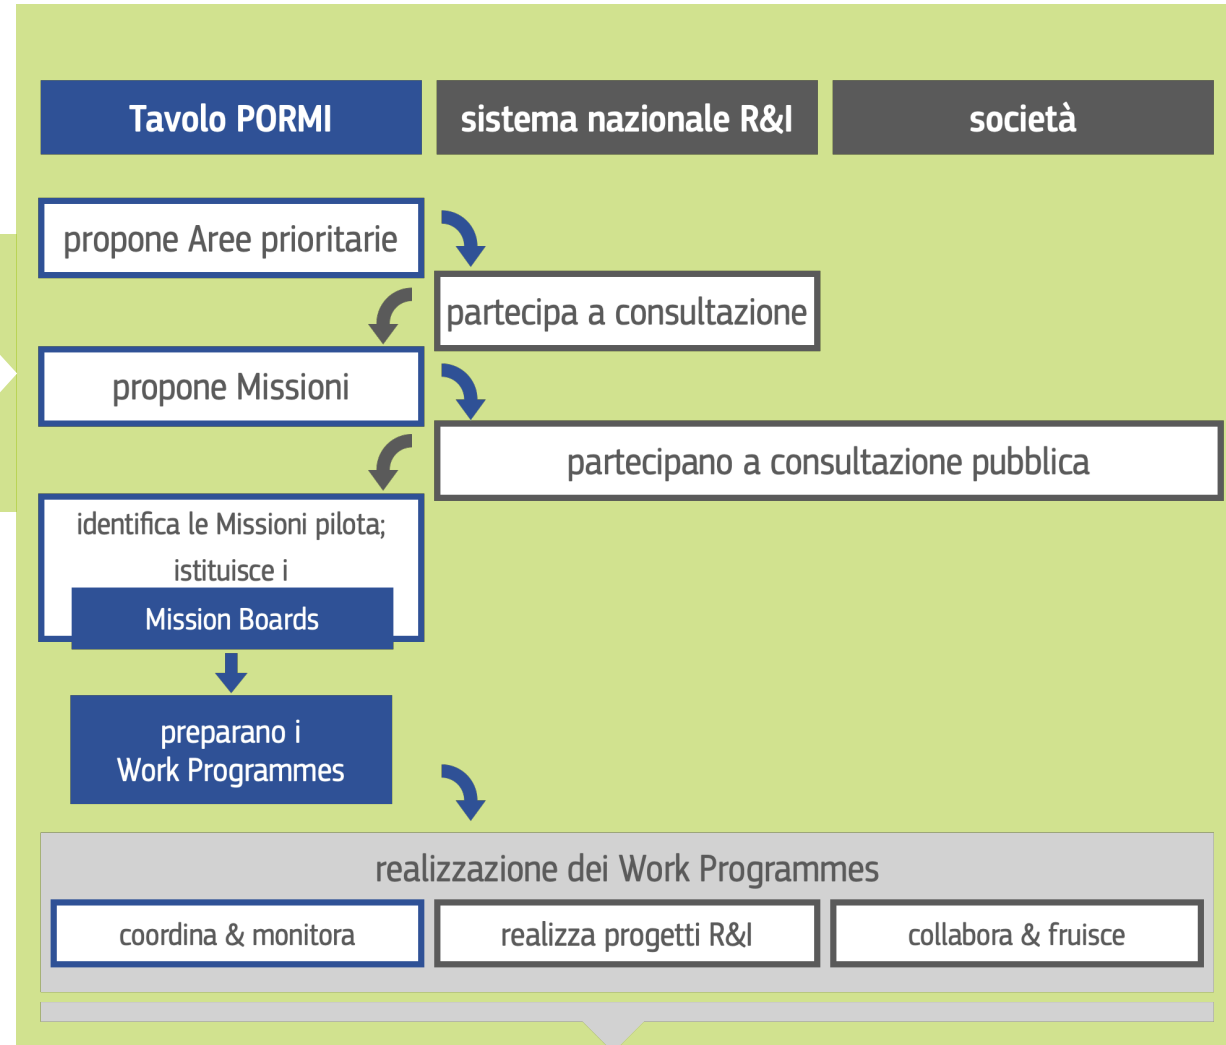 Tavolo PORMI
sistema nazionale R&I
società
propone Aree prioritarie
partecipa a consultazione
propone Missioni
partecipano a consultazione pubblica
identifica le Missioni pilota;
istituisce i
Mission Boards
preparano i
Work Programmes
realizzazione dei Work Programmes
coordina & monitora
realizza progetti R&I
collabora & fruisce